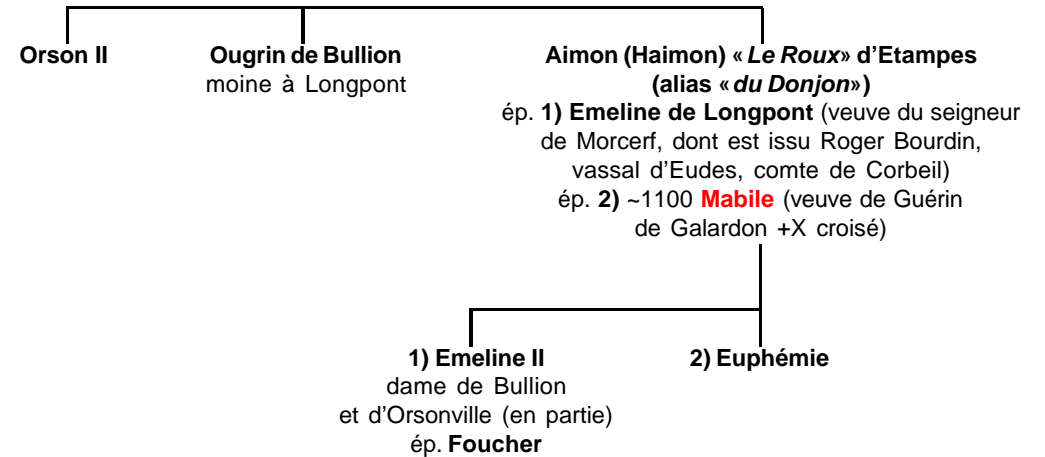 Orson II
Ougrin de Bullion
moine à Longpont
Aimon (Haimon) «Le Roux» d'Etampes
(alias «du Donjon»)
ép. 1) Emeline de Longpont (veuve du seigneur
de Morcerf, dont est issu Roger Bourdin,
vassal d'Eudes, comte de Corbeil)
ép. 2) ~1100 Mabile (veuve de Guérin
de Galardon +X croisé)
1) Emeline II
dame de Bullion
et d'Orsonville (en partie)
ép. Foucher
2) Euphémie